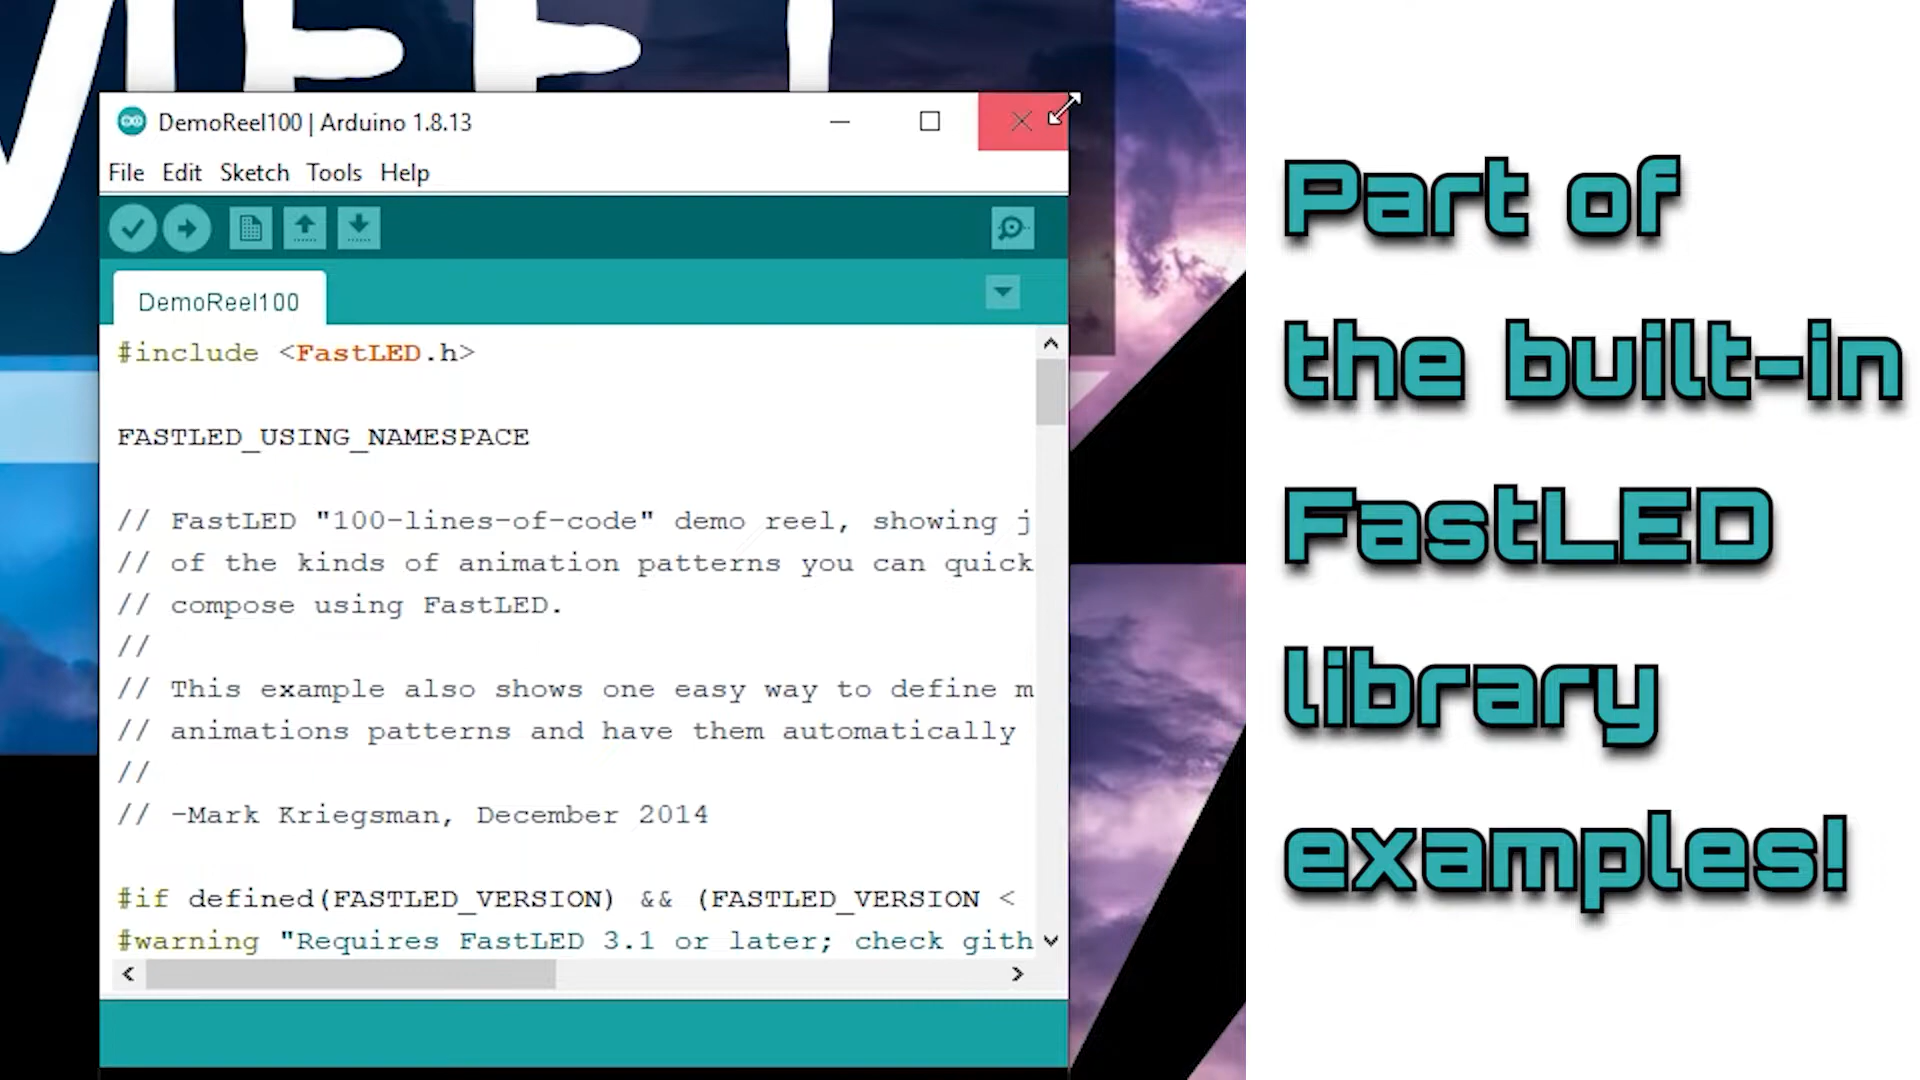 DemoReel100 | Arduino 1.8.13
File Edit Sketch Tools Help
DemoReel100
#include <FastLED.h>
FASTLED_USING_NAMESPACE
// FastLED "100-lines-of-code" demo reel, showing j
// of the kinds of animation patterns you can quick
// compose using FastLED.
//
// This example also shows one easy way to define m
// animations patterns and have them automatically
//
// -Mark Kriegsman, December 2014
#if defined(FASTLED_VERSION) && (FASTLED_VERSION <
#warning "Requires FastLED 3.1 or later; check gith
Part of
the built-in
FastLED
library
examples!